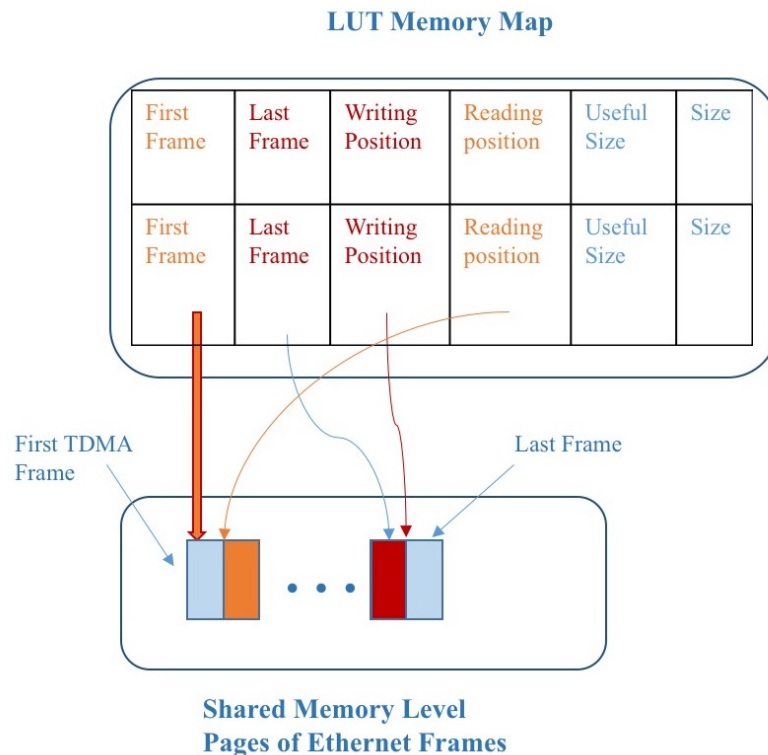 LUT Memory Map
First Last Writing Reading Useful Size
Frame Frame Position position Size
First Last Writing Reading Useful Size
Frame Frame Position position Size
First TDMA
Frame
Last Frame
Shared Memory Level
Pages of Ethernet Frames